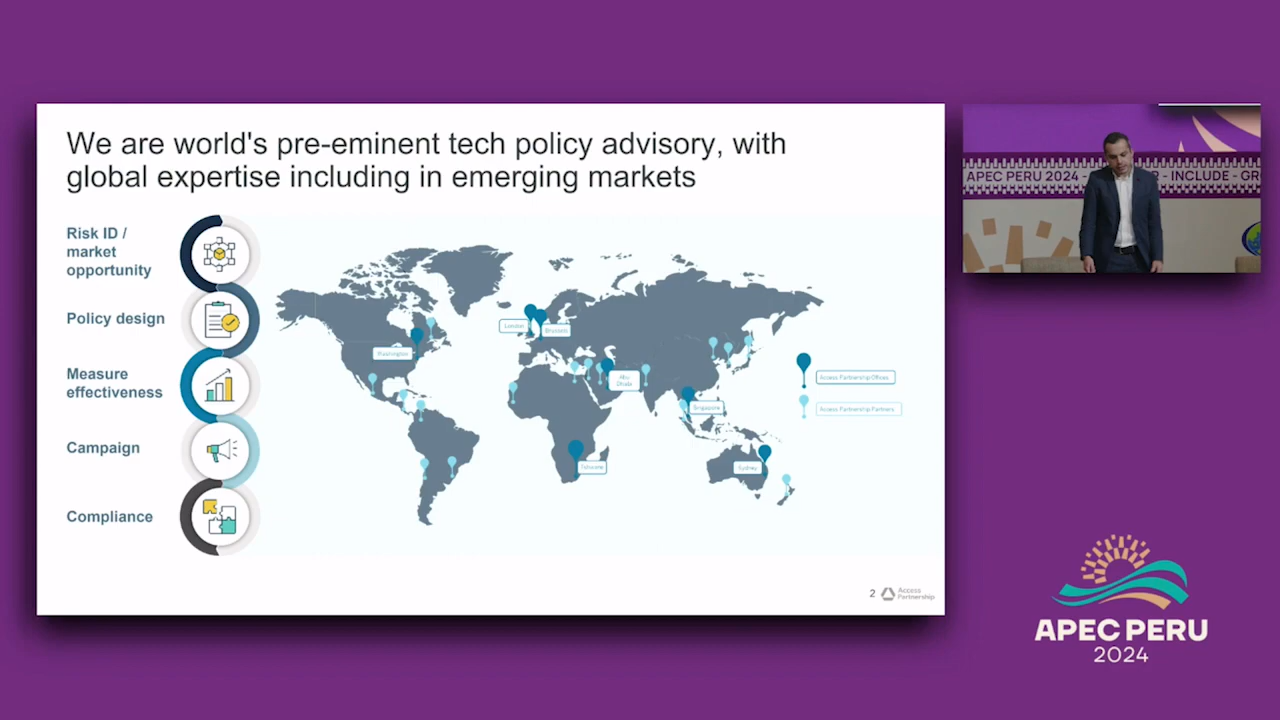 We are world's pre-eminent tech policy advisory, with
global expertise including in emerging markets
Risk ID /
market
opportunity
Policy design
Measure
effectiveness
Campaign
Compliance
London
Brussels
Washington
Abu
Dhabi
Singapore
Tshwane
Sydney
Access Partnership Offices
Access Partnership Partners
2
Access
Partnership
APEC PERU 2024 -
- INCLUDE - GR
APEC PERU
2024